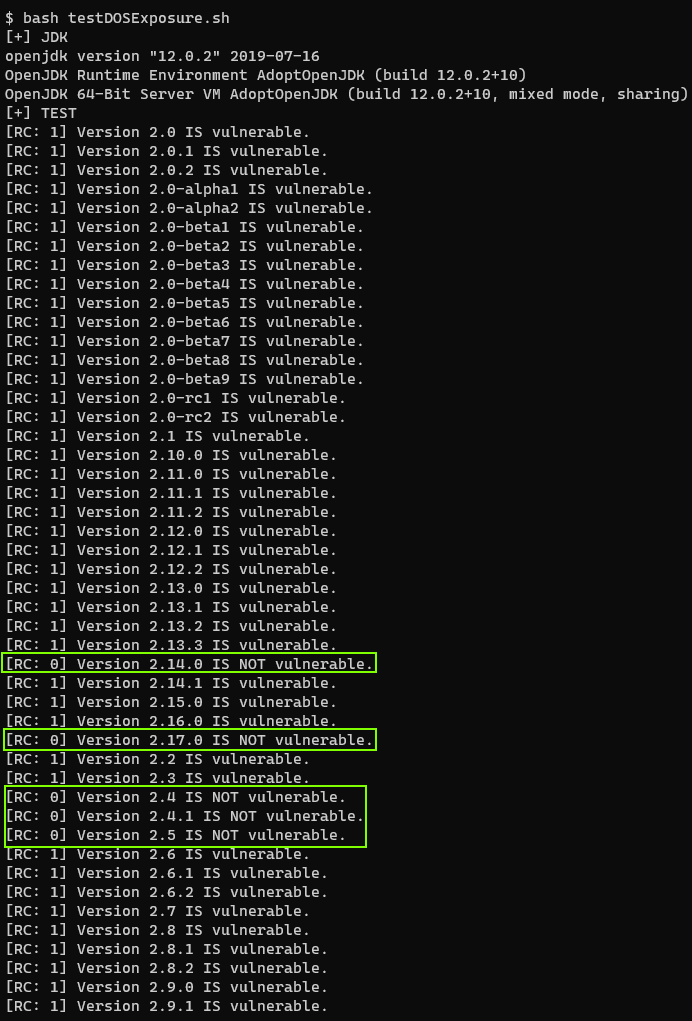 $ bash testDOSExposure.sh
[+] JDK
openjdk version "12.0.2" 2019-07-16
OpenJDK Runtime Environment AdoptOpenJDK (build 12.0.2+10)
OpenJDK 64-Bit Server VM AdoptOpenJDK (build 12.0.2+10, mixed mode, sharing)
[+] TEST
[RC: 1] Version 2.0 IS vulnerable.
[RC: 1] Version 2.0.1 IS vulnerable.
[RC: 1] Version 2.0.2 IS vulnerable.
[RC: 1] Version 2.0-alpha1 IS vulnerable.
[RC: 1] Version 2.0-alpha2 IS vulnerable.
[RC: 1] Version 2.0-beta1 IS vulnerable.
[RC: 1] Version 2.0-beta2 IS vulnerable.
[RC: 1] Version 2.0-beta3 IS vulnerable.
[RC: 1] Version 2.0-beta4 IS vulnerable.
[RC: 1] Version 2.0-beta5 IS vulnerable.
[RC: 1] Version 2.0-beta6 IS vulnerable.
[RC: 1] Version 2.0-beta7 IS vulnerable.
[RC: 1] Version 2.0-beta8 IS vulnerable.
[RC: 1] Version 2.0-beta9 IS vulnerable.
[RC: 1] Version 2.0-rc1 IS vulnerable.
[RC: 1] Version 2.0-rc2 IS vulnerable.
[RC: 1] Version 2.1 IS vulnerable.
[RC: 1] Version 2.10.0 IS vulnerable.
[RC: 1] Version 2.11.0 IS vulnerable.
[RC: 1] Version 2.11.1 IS vulnerable.
[RC: 1] Version 2.11.2 IS vulnerable.
[RC: 1] Version 2.12.0 IS vulnerable.
[RC: 1] Version 2.12.1 IS vulnerable.
[RC: 1] Version 2.12.2 IS vulnerable.
[RC: 1] Version 2.13.0 IS vulnerable.
[RC: 1] Version 2.13.1 IS vulnerable.
[RC: 1] Version 2.13.2 IS vulnerable.
[RC: 1] Version 2.13.3 IS vulnerable.
[RC: 0] Version 2.14.0 IS NOT vulnerable.
[RC: 1] Version 2.14.1 IS vulnerable.
[RC: 1] Version 2.15.0 IS vulnerable.
[RC: 1] Version 2.16.0 IS vulnerable.
[RC: 0] Version 2.17.0 IS NOT vulnerable.
[RC: 1] Version 2.2 IS vulnerable.
[RC: 1] Version 2.3 IS vulnerable.
[RC: 0] Version 2.4 IS NOT vulnerable.
[RC: 0] Version 2.4.1 IS NOT vulnerable.
[RC: 0] Version 2.5 IS NOT vulnerable.
[RC: 1] Version 2.6 IS vulnerable.
[RC: 1] Version 2.6.1 IS vulnerable.
[RC: 1] Version 2.6.2 IS vulnerable.
[RC: 1] Version 2.7 IS vulnerable.
[RC: 1] Version 2.8 IS vulnerable.
[RC: 1] Version 2.8.1 IS vulnerable.
[RC: 1] Version 2.8.2 IS vulnerable.
[RC: 1] Version 2.9.0 IS vulnerable.
[RC: 1] Version 2.9.1 IS vulnerable.